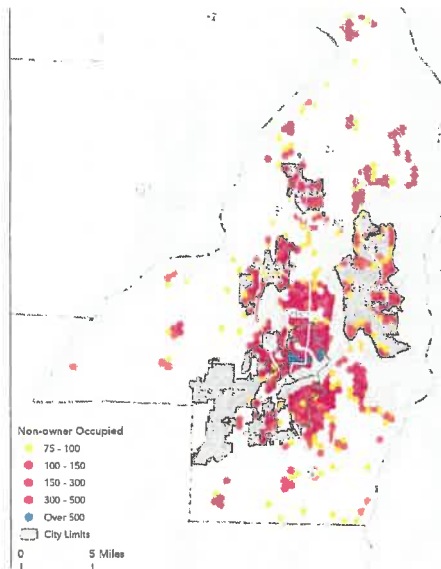 Non-owner Occupied
75 - 100
100 - 150
150 - 300
300 - 500
Over 500
City Limits
0 5 Miles